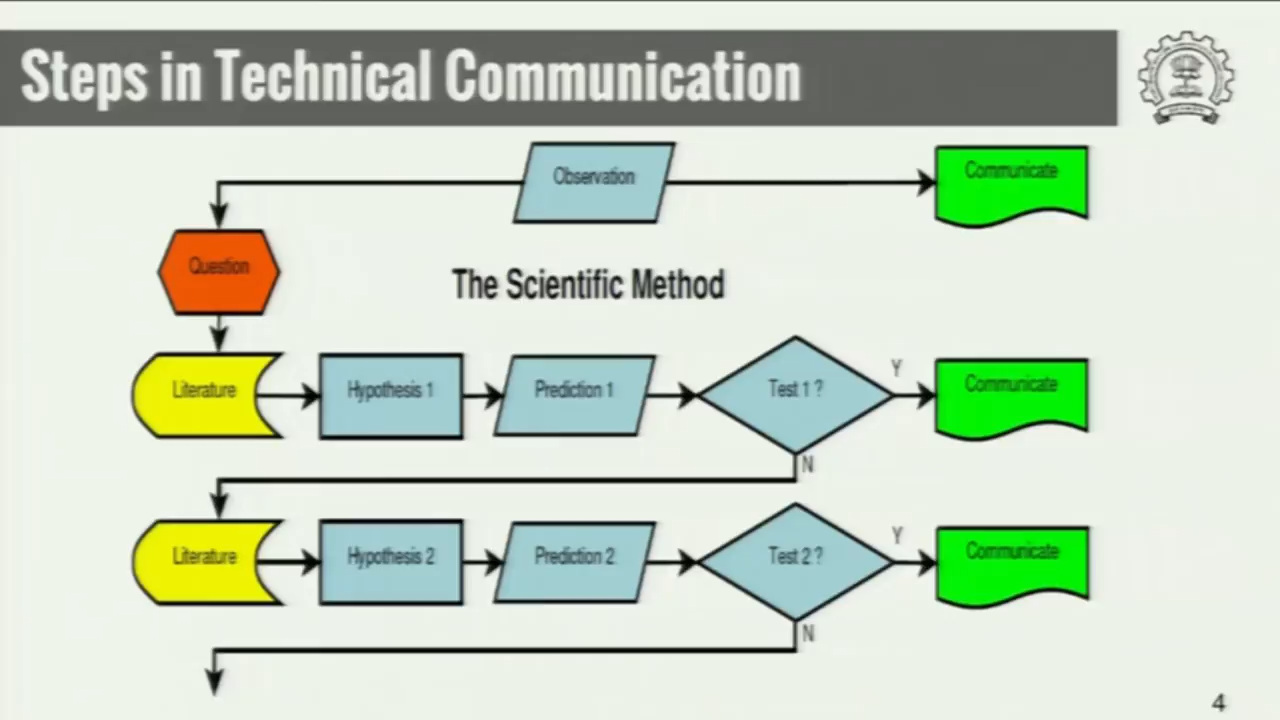 Steps in Technical Communication
Observation
Communicate
Question
The Scientific Method
Literature
Hypothesis 1
Prediction 1
Test 1 ?
Y
Communicate
N
Literature
Hypothesis 2
Prediction 2
Test 2 ?
Y
Communicate
N
4